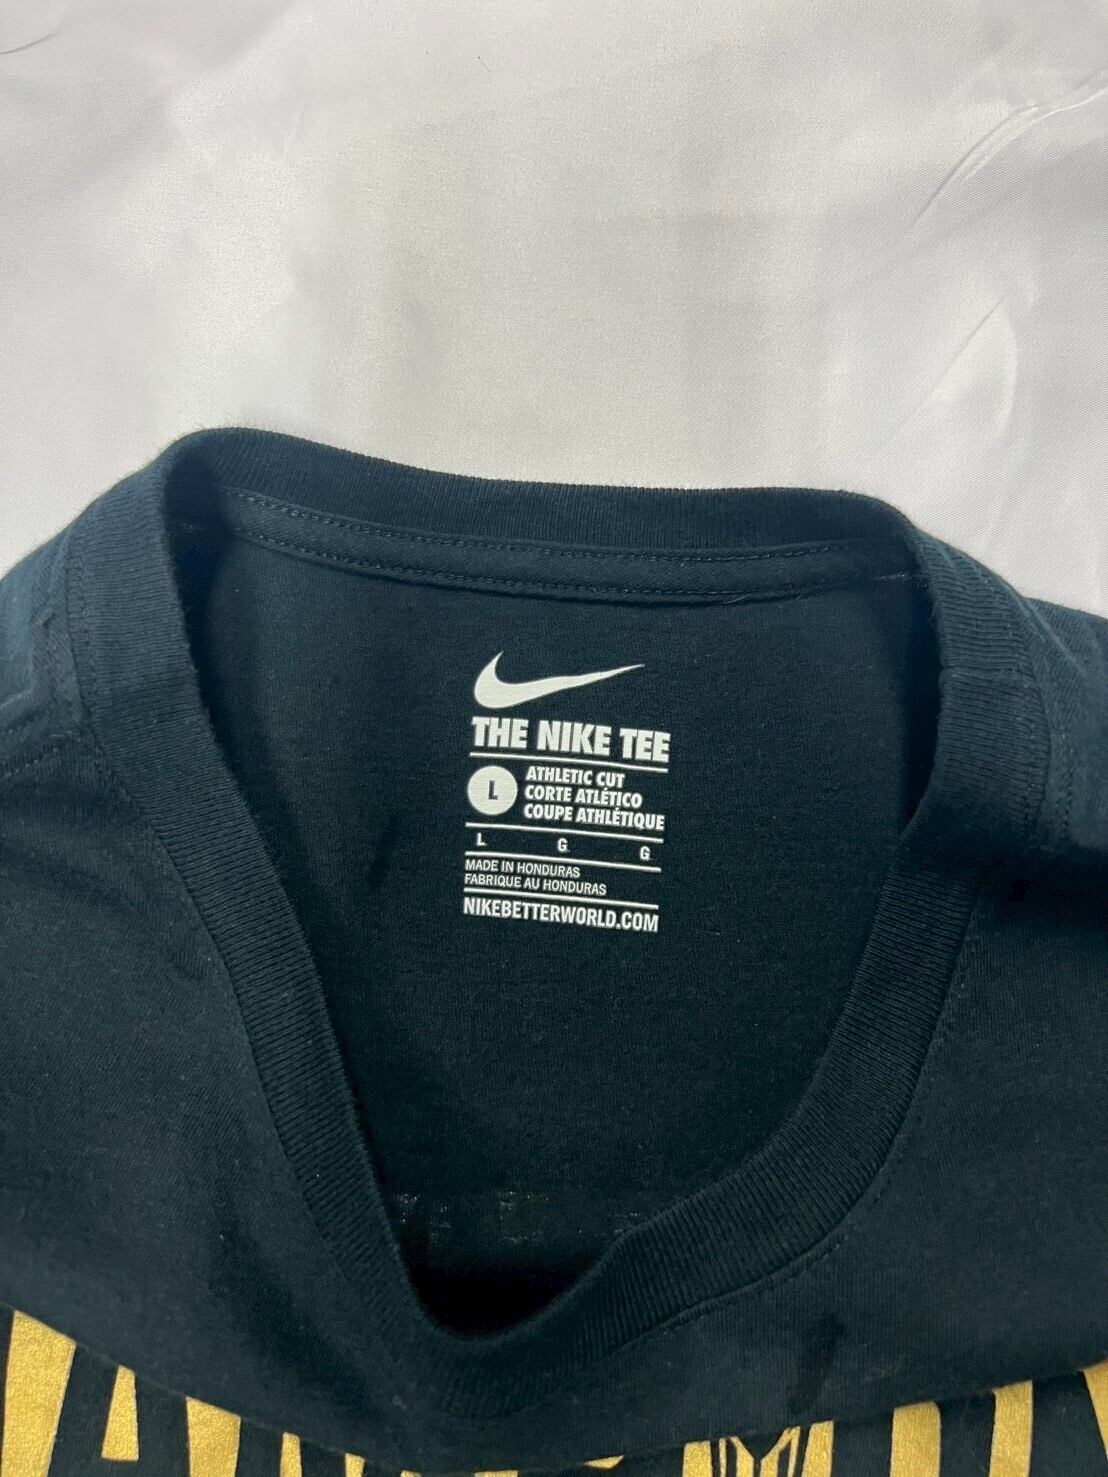 THE NIKE TEE
L
ATHLETIC CUT
CORTE ATLÉTICO
COUPE ATHLÉTIQUE
L G G
MADE IN HONDURAS
FABRIQUE AU HONDURAS
NIKEBETTERWORLD.COM